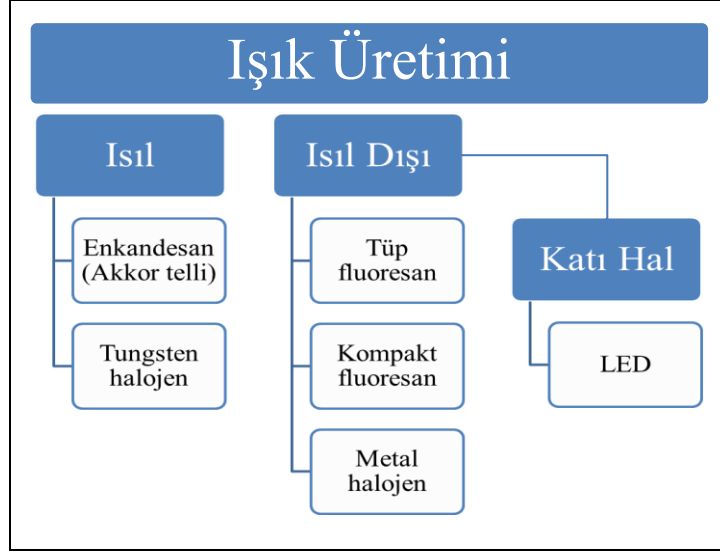 Işık Üretimi
Isıl
Enkandesan
(Akkor telli)
Tungsten
halojen
Isıl Dışı
Tüp
fluoresan
Kompakt
fluoresan
Metal
halojen
Katı Hal
LED